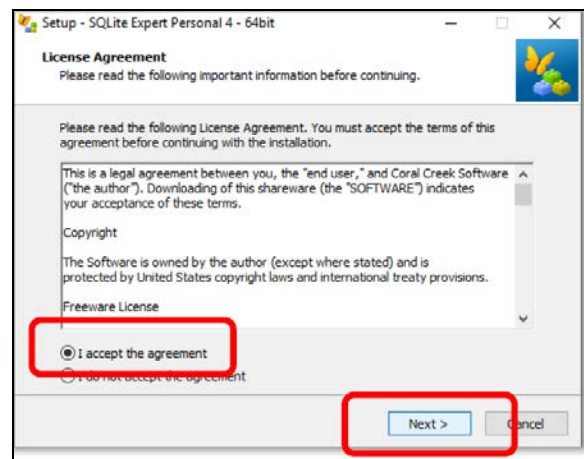 Setup - SQLite Expert Personal 4 - 64bit
License Agreement
Please read the following important information before continuing.
Please read the following License Agreement. You must accept the terms of this
agreement before continuing with the installation.
This is a legal agreement between you, the "end user," and Coral Creek Software
("the author"). Downloading of this shareware (the "SOFTWARE") indicates
your acceptance of these terms.
Copyright
The Software is owned by the author (except where stated) and is
protected by United States copyright laws and international treaty provisions.
Freeware License
I accept the agreement
I do not accept the agreement
Next >
Cancel